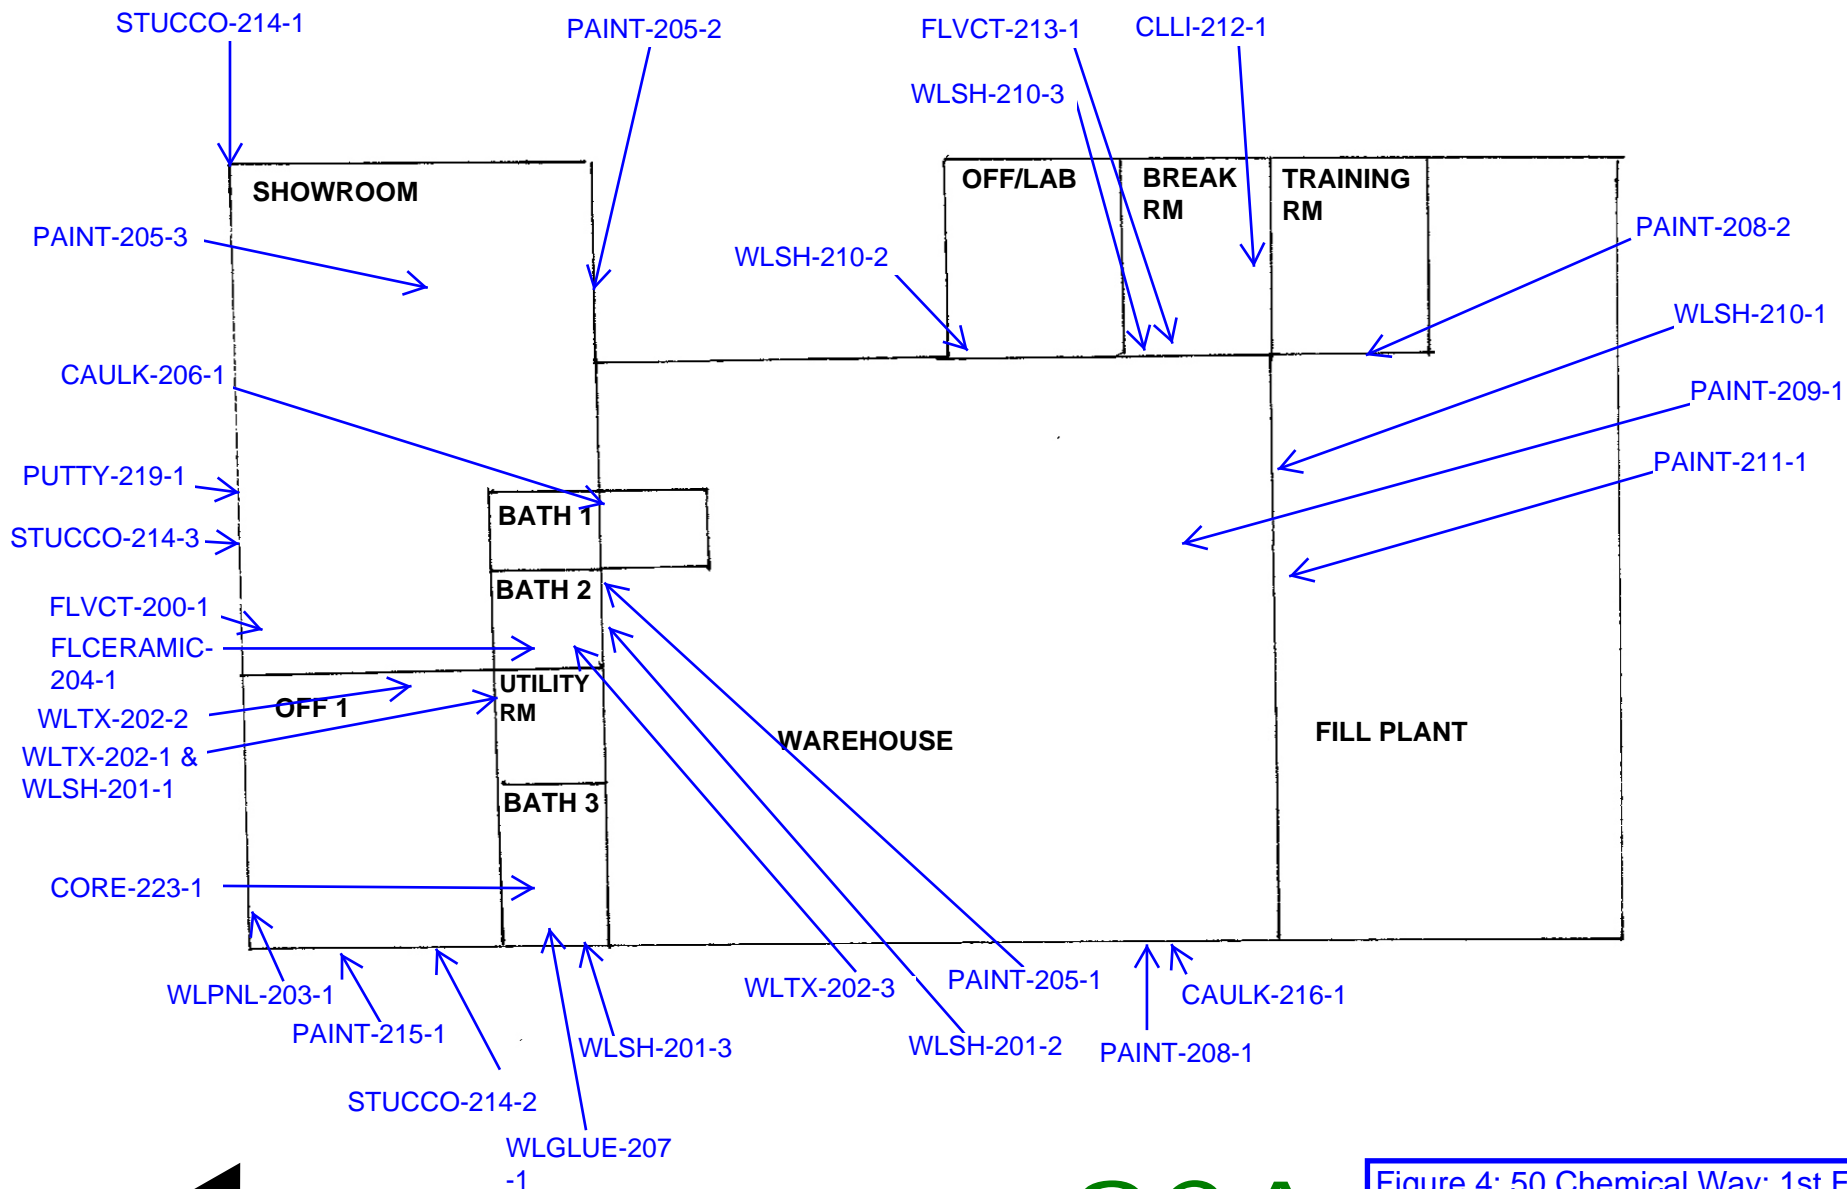 STUCCO-214-1
PAINT-205-2
FLVCT-213-1
CLLI-212-1
WLSH-210-3
SHOWROOM
OFF/LAB
BREAK
RM
TRAINING
RM
PAINT-205-3
WLSH-210-2
PAINT-208-2
WLSH-210-1
CAULK-206-1
PAINT-209-1
PUTTY-219-1
PAINT-211-1
BATH 1
STUCCO-214-3
BATH 2
FLVCT-200-1
FLCERAMIC-
204-1
UTILITY
RM
OFF 1
WLTX-202-2
WLTX-202-1 &
WLSH-201-1
WAREHOUSE
FILL PLANT
BATH 3
CORE-223-1
WLPNL-203-1
WLTX-202-3
PAINT-205-1
CAULK-216-1
PAINT-215-1
WLSH-201-3
WLSH-201-2
PAINT-208-1
STUCCO-214-2
WLGLUE-207
-1
Figure 4: 50 Chemical Way: 1st